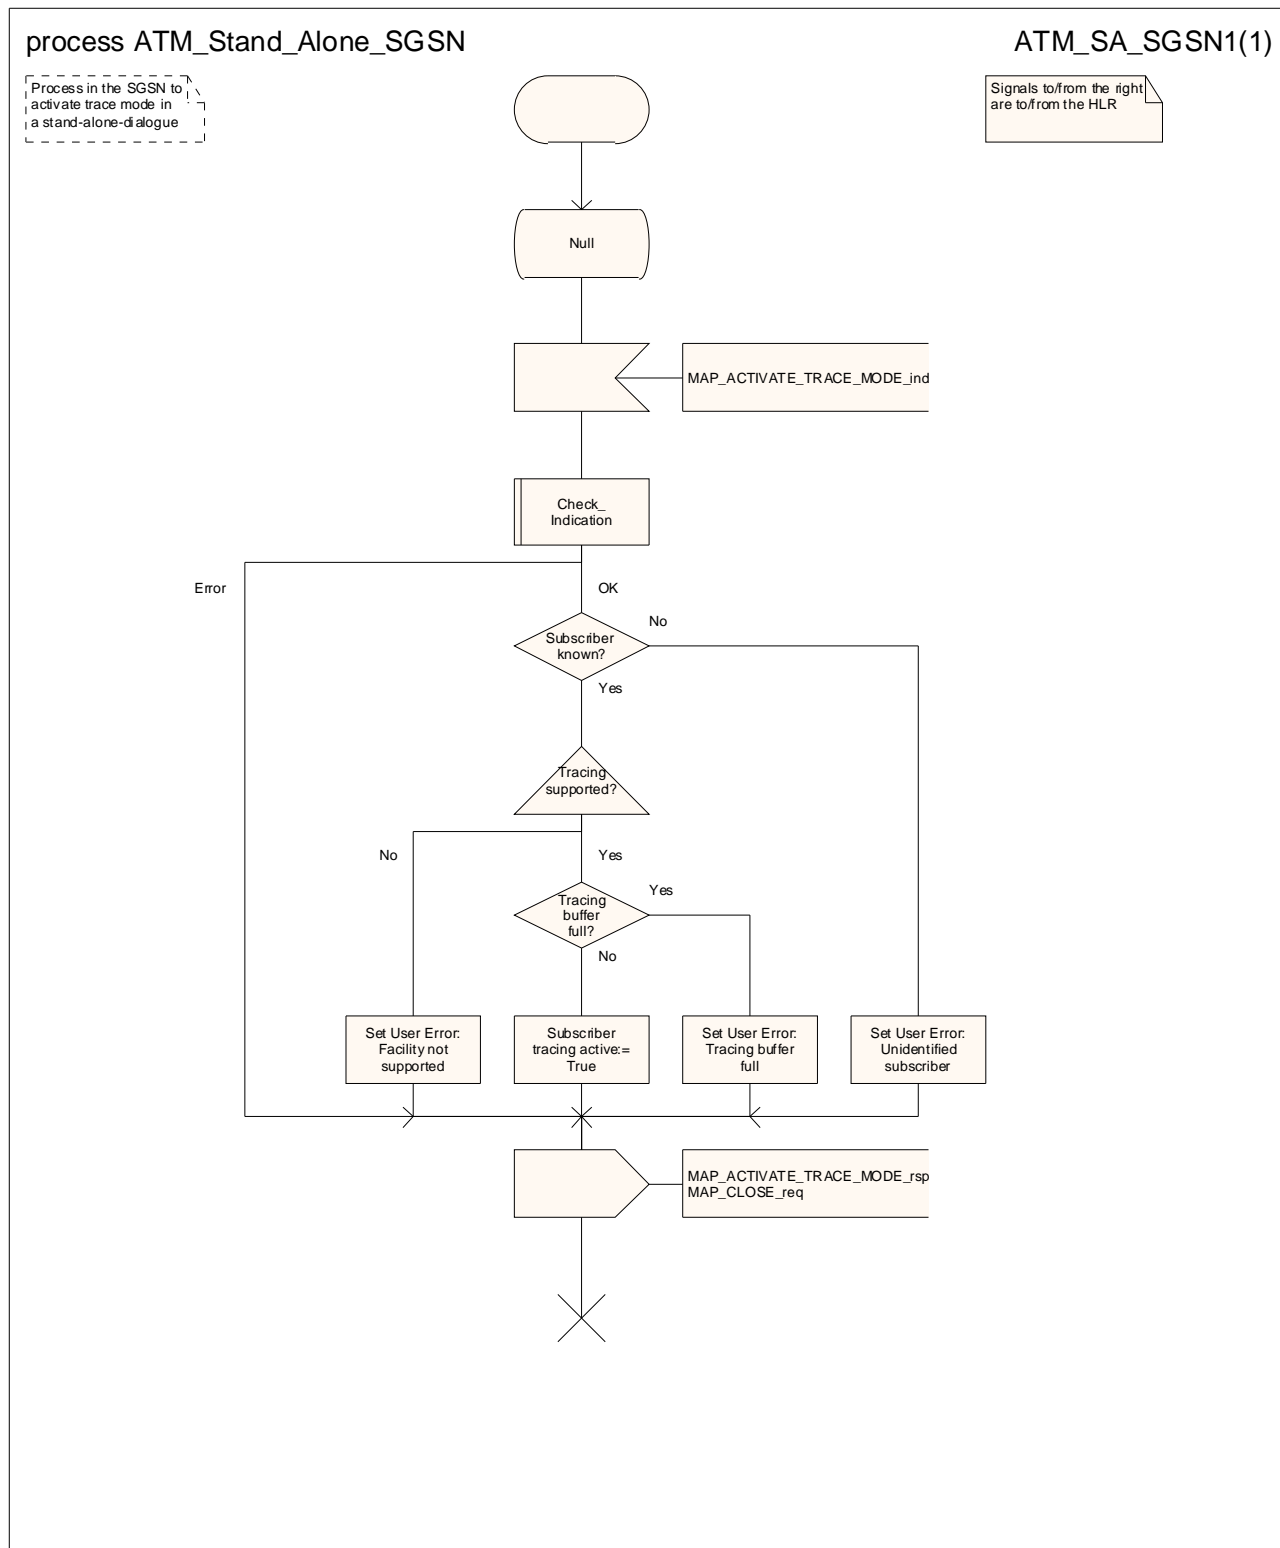 process ATM_Stand_Alone_SGSN
ATM_SA_SGSN1(1)
Process in the SGSN to
activate trace mode in
a stand-alone-dialogue
Signals to/from the right
are to/from the HLR
Null
MAP_ACTIVATE_TRACE_MODE_ind
Check_
Indication
Error
OK
No
Subscriber
known?
Yes
Tracing
supported?
No
Yes
Yes
Tracing
buffer
full?
No
Set User Error:
Facility not
supported
Subscriber
tracing active:=
True
Set User Error:
Tracing buffer
full
Set User Error:
Unidentified
subscriber
MAP_ACTIVATE_TRACE_MODE_rsp
MAP_CLOSE_req